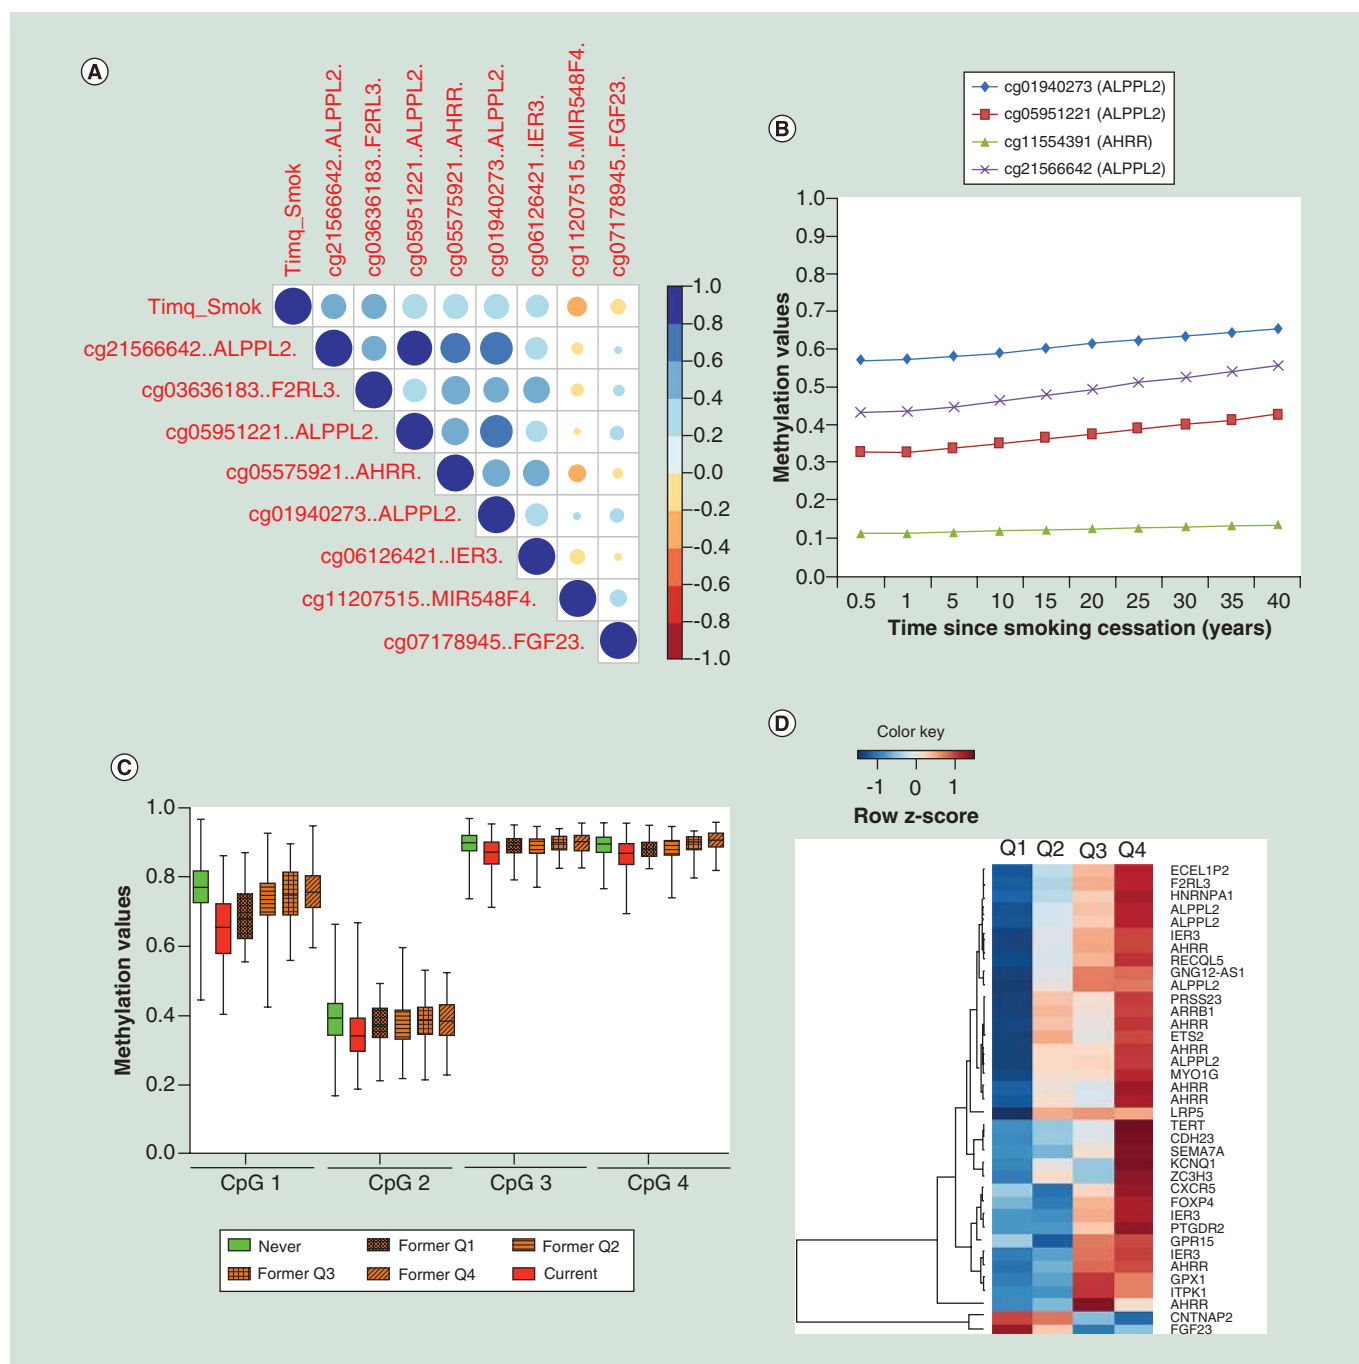 A
Timq_Smok
cg21566642..ALPPL2.
cg03636183..F2RL3.
cg05951221..ALPPL2.
cg05575921..AHRR.
cg01940273..ALPPL2.
cg06126421..IER3.
cg11207515..MIR548F4.
cg07178945..FGF23.
Timq_Smok
cg21566642..ALPPL2.
cg03636183..F2RL3.
cg05951221..ALPPL2.
cg05575921..AHRR.
cg01940273..ALPPL2.
cg06126421..IER3.
cg11207515..MIR548F4.
cg07178945..FGF23.
1.0
0.8
0.6
0.4
0.2
0.0
-0.2
-0.4
-0.6
-0.8
-1.0
B
cg01940273 (ALPPL2)
cg05951221 (ALPPL2)
cg11554391 (AHRR)
cg21566642 (ALPPL2)
Methylation values
1.0
0.9
0.8
0.7
0.6
0.5
0.4
0.3
0.2
0.1
0.0
0.5 1 5 10 15 20 25 30 35 40
Time since smoking cessation (years)
C
Methylation values
1.0
0.8
0.6
0.4
0.2
0.0
CpG 1 CpG 2 CpG 3 CpG 4
Never Former Q1 Former Q2
Former Q3 Former Q4 Current
D
Color key
-1 0 1
Row z-score
Q1 Q2 Q3 Q4
ECEL1P2
F2RL3
HNRNPA1
ALPPL2
ALPPL2
IER3
AHRR
RECQL5
GNG12-AS1
ALPPL2
PRSS23
ARRB1
AHRR
ETS2
AHRR
ALPPL2
MYO1G
AHRR
AHRR
LRP5
TERT
CDH23
SEMA7A
KCNQ1
ZC3H3
CXCR5
FOXP4
IER3
PTGDR2
GPR15
IER3
AHRR
GPX1
ITPK1
AHRR
CNTNAP2
FGF23